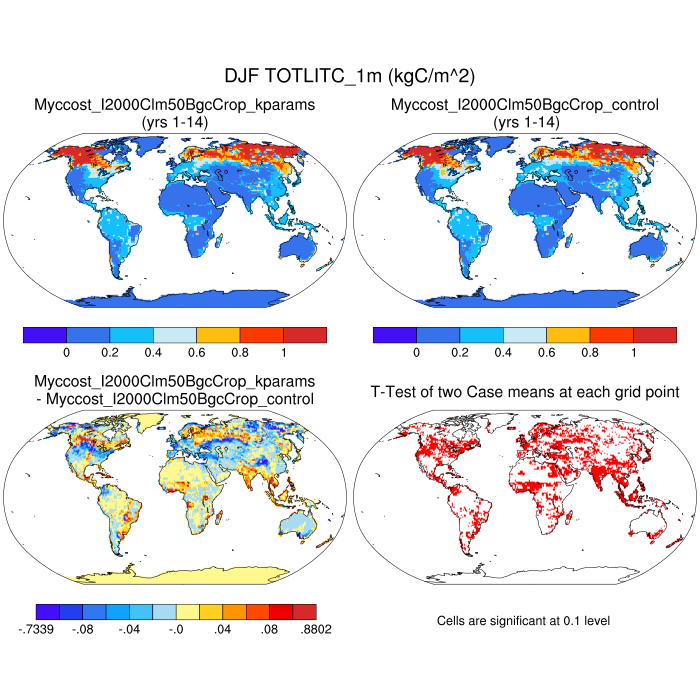 DJF TOTLITC_1m (kgC/m^2)
Myccost_I2000Clm50BgcCrop_kparams
(yrs 1-14)
Myccost_I2000Clm50BgcCrop_control
(yrs 1-14)
0 0.2 0.4 0.6 0.8 1
0 0.2 0.4 0.6 0.8 1
Myccost_I2000Clm50BgcCrop_kparams
- Myccost_I2000Clm50BgcCrop_control
T-Test of two Case means at each grid point
-.7339 -.08 -.04 -.0 .04 .08 .8802
Cells are significant at 0.1 level